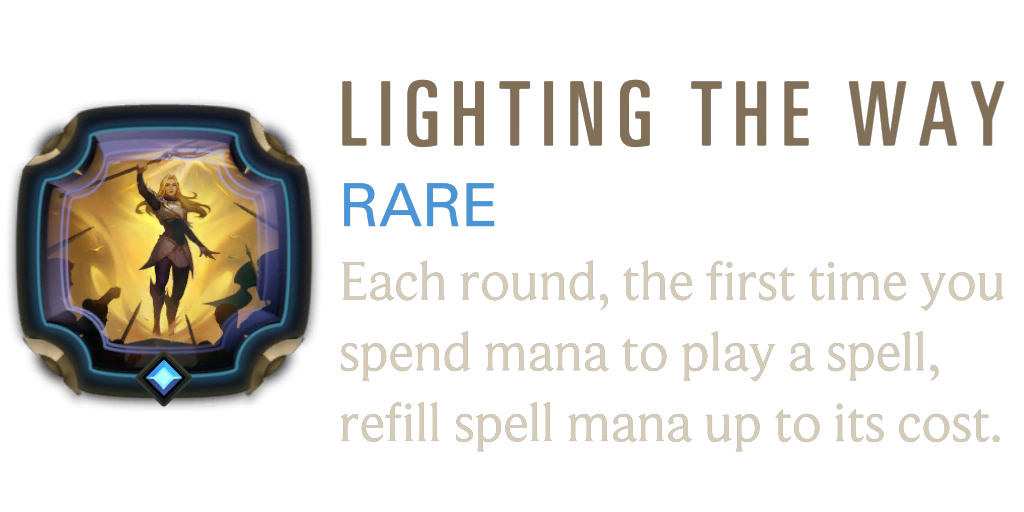 LIGHTING THE WAY
RARE
Each round, the first time you
spend mana to play a spell,
refill spell mana up to its cost.